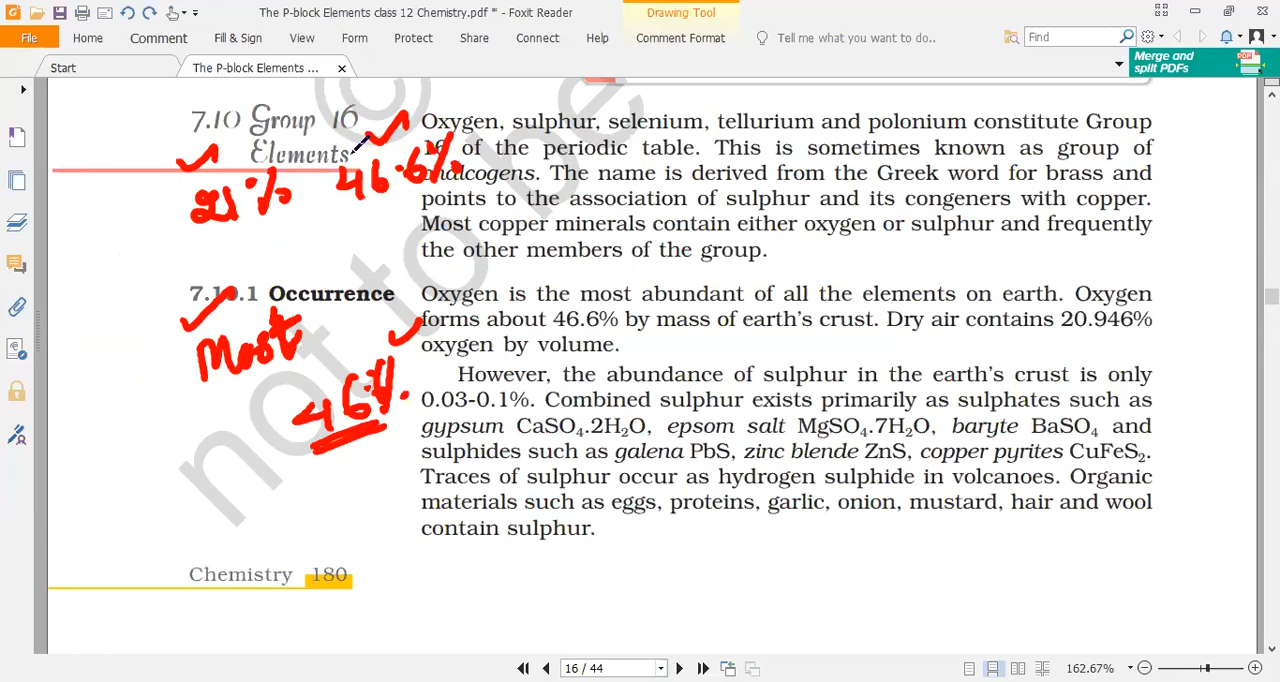 The P-block Elements class 12 Chemistry.pdf * - Foxit Reader
Drawing Tool
File Home Comment Fill & Sign View Form Protect Share Connect Help Comment Format Tell me what you want to do.. Find
Start The P-block Elements ...
Merge and
split PDFs
7.10 Group 16
Elements
21% 46.6%
Oxygen, sulphur, selenium, tellurium and polonium constitute Group
16 of the periodic table. This is sometimes known as group of
chalcogens. The name is derived from the Greek word for brass and
points to the association of sulphur and its congeners with copper.
Most copper minerals contain either oxygen or sulphur and frequently
the other members of the group.
7.10.1 Occurrence
Most
Oxygen is the most abundant of all the elements on earth. Oxygen
forms about 46.6% by mass of earth's crust. Dry air contains 20.946%
oxygen by volume.
However, the abundance of sulphur in the earth's crust is only
0.03-0.1%. Combined sulphur exists primarily as sulphates such as
gypsum CaSO₄.2H₂O, epsom salt MgSO₄.7H₂O, baryte BaSO₄ and
sulphides such as galena PbS, zinc blende ZnS, copper pyrites CuFeS₂.
Traces of sulphur occur as hydrogen sulphide in volcanoes. Organic
materials such as eggs, proteins, garlic, onion, mustard, hair and wool
contain sulphur.
Chemistry 180
© not to be
16 / 44
162.67%